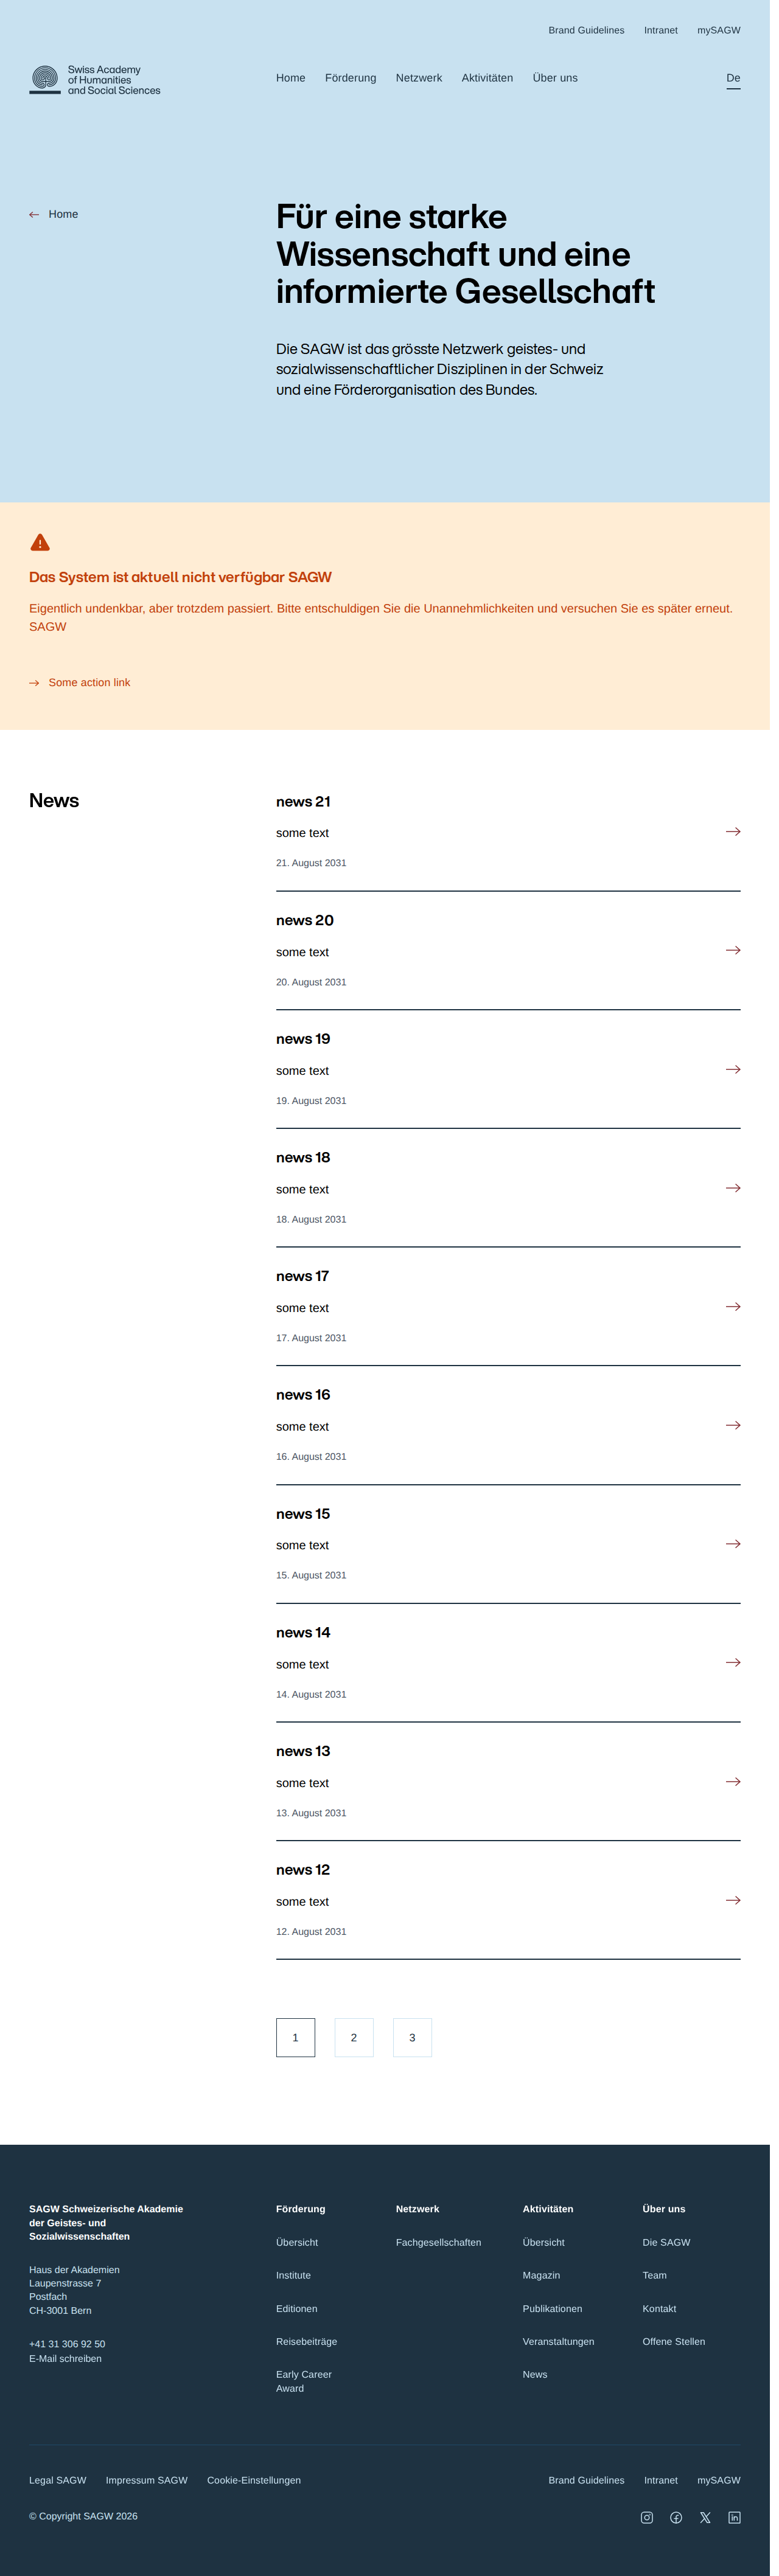 Brand Guidelines Intranet mySAGW
Swiss Academy
of Humanities
and Social Sciences
Home Förderung Netzwerk Aktivitäten Über uns De
Home
Für eine starke
Wissenschaft und eine
informierte Gesellschaft
Die SAGW ist das grösste Netzwerk geistes- und
sozialwissenschaftlicher Disziplinen in der Schweiz
und eine Förderorganisation des Bundes.
Das System ist aktuell nicht verfügbar SAGW
Eigentlich undenkbar, aber trotzdem passiert. Bitte entschuldigen Sie die Unannehmlichkeiten und versuchen Sie es später erneut.
SAGW
Some action link
News
news 21
some text
21. August 2031
news 20
some text
20. August 2031
news 19
some text
19. August 2031
news 18
some text
18. August 2031
news 17
some text
17. August 2031
news 16
some text
16. August 2031
news 15
some text
15. August 2031
news 14
some text
14. August 2031
news 13
some text
13. August 2031
news 12
some text
12. August 2031
1 2 3
SAGW Schweizerische Akademie
der Geistes- und
Sozialwissenschaften
Haus der Akademien
Laupenstrasse 7
Postfach
CH-3001 Bern
+41 31 306 92 50
E-Mail schreiben
Förderung
Übersicht
Institute
Editionen
Reisebeiträge
Early Career
Award
Netzwerk
Fachgesellschaften
Aktivitäten
Übersicht
Magazin
Publikationen
Veranstaltungen
News
Über uns
Die SAGW
Team
Kontakt
Offene Stellen
Legal SAGW Impressum SAGW Cookie-Einstellungen Brand Guidelines Intranet mySAGW
© Copyright SAGW 2026